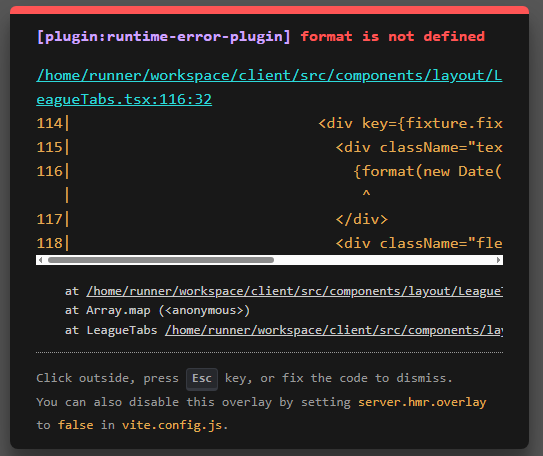 [plugin:runtime-error-plugin] format is not defined
/home/runner/workspace/client/src/components/layout/L
eagueTabs.tsx:116:32
114| <div key={fixture.fix
115| <div className="tex
116| {format(new Date(
| ^
117| </div>
118| <div className="fle
at /home/runner/workspace/client/src/components/layout/League
at Array.map (<anonymous>)
at LeagueTabs /home/runner/workspace/client/src/components/lay
Click outside, press Esc key, or fix the code to dismiss.
You can also disable this overlay by setting server.hmr.overlay
to false in vite.config.js.